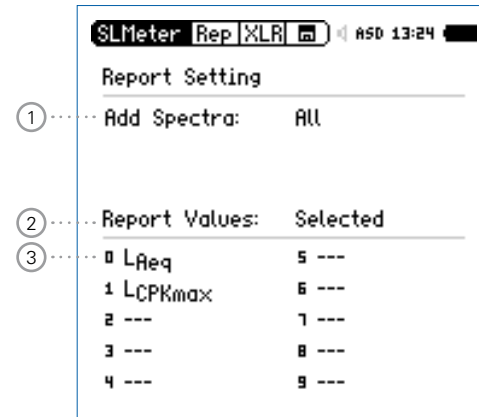 SLMeter Rep XLR ASD 13:24
Report Setting
1 Add Spectra: All
2 Report Values: Selected
3 0 LAeq 5 ---
1 LCPKmax 6 ---
2 --- 7 ---
3 --- 8 ---
4 --- 9 ---